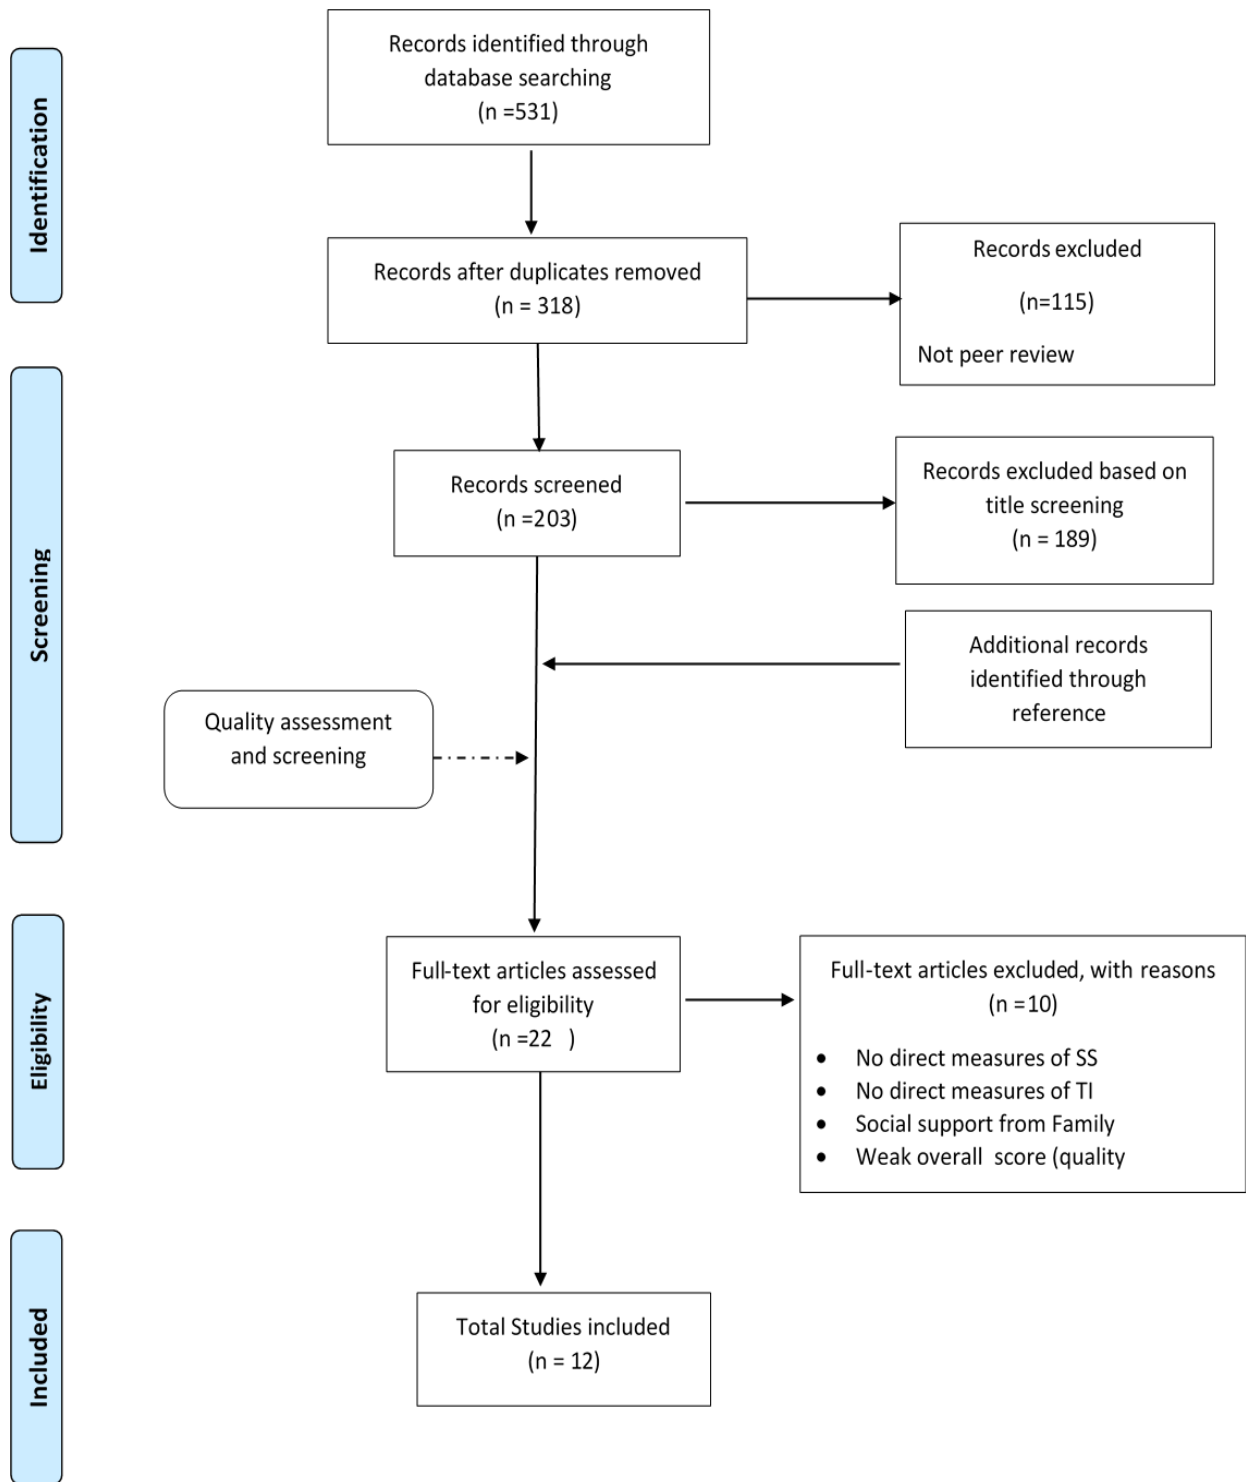 Identification
Records identified through
database searching
(n =531)
Records after duplicates removed
(n = 318)
Records excluded
(n=115)
Not peer review
Screening
Records screened
(n =203)
Records excluded based on
title screening
(n = 189)
Additional records
identified through
reference
Quality assessment
and screening
Eligibility
Full-text articles assessed
for eligibility
(n =22   )
Full-text articles excluded, with reasons
(n =10)
• No direct measures of SS
• No direct measures of TI
• Social support from Family
• Weak overall  score (quality
Included
Total Studies included
(n = 12)